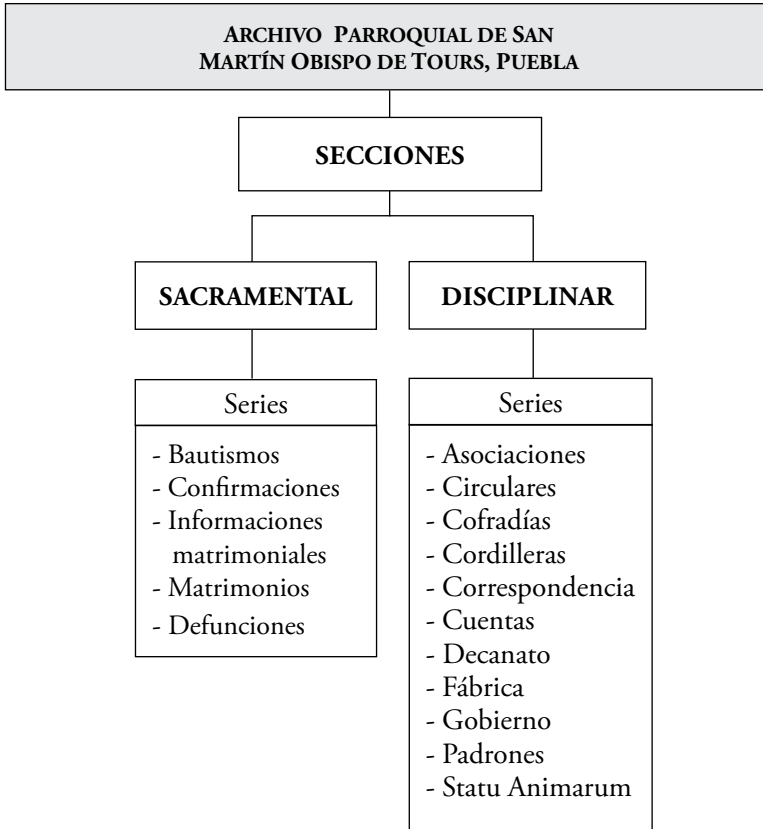 ARCHIVO PARROQUIAL DE SAN
MARTÍN OBISPO DE TOURS, PUEBLA
SECCIONES
SACRAMENTAL
Series
- Bautismos
- Confirmaciones
- Informaciones
matrimoniales
- Matrimonios
- Defunciones
DISCIPLINAR
Series
- Asociaciones
- Circulares
- Cofradías
- Cordilleras
- Correspondencia
- Cuentas
- Decanato
- Fábrica
- Gobierno
- Padrones
- Statu Animarum